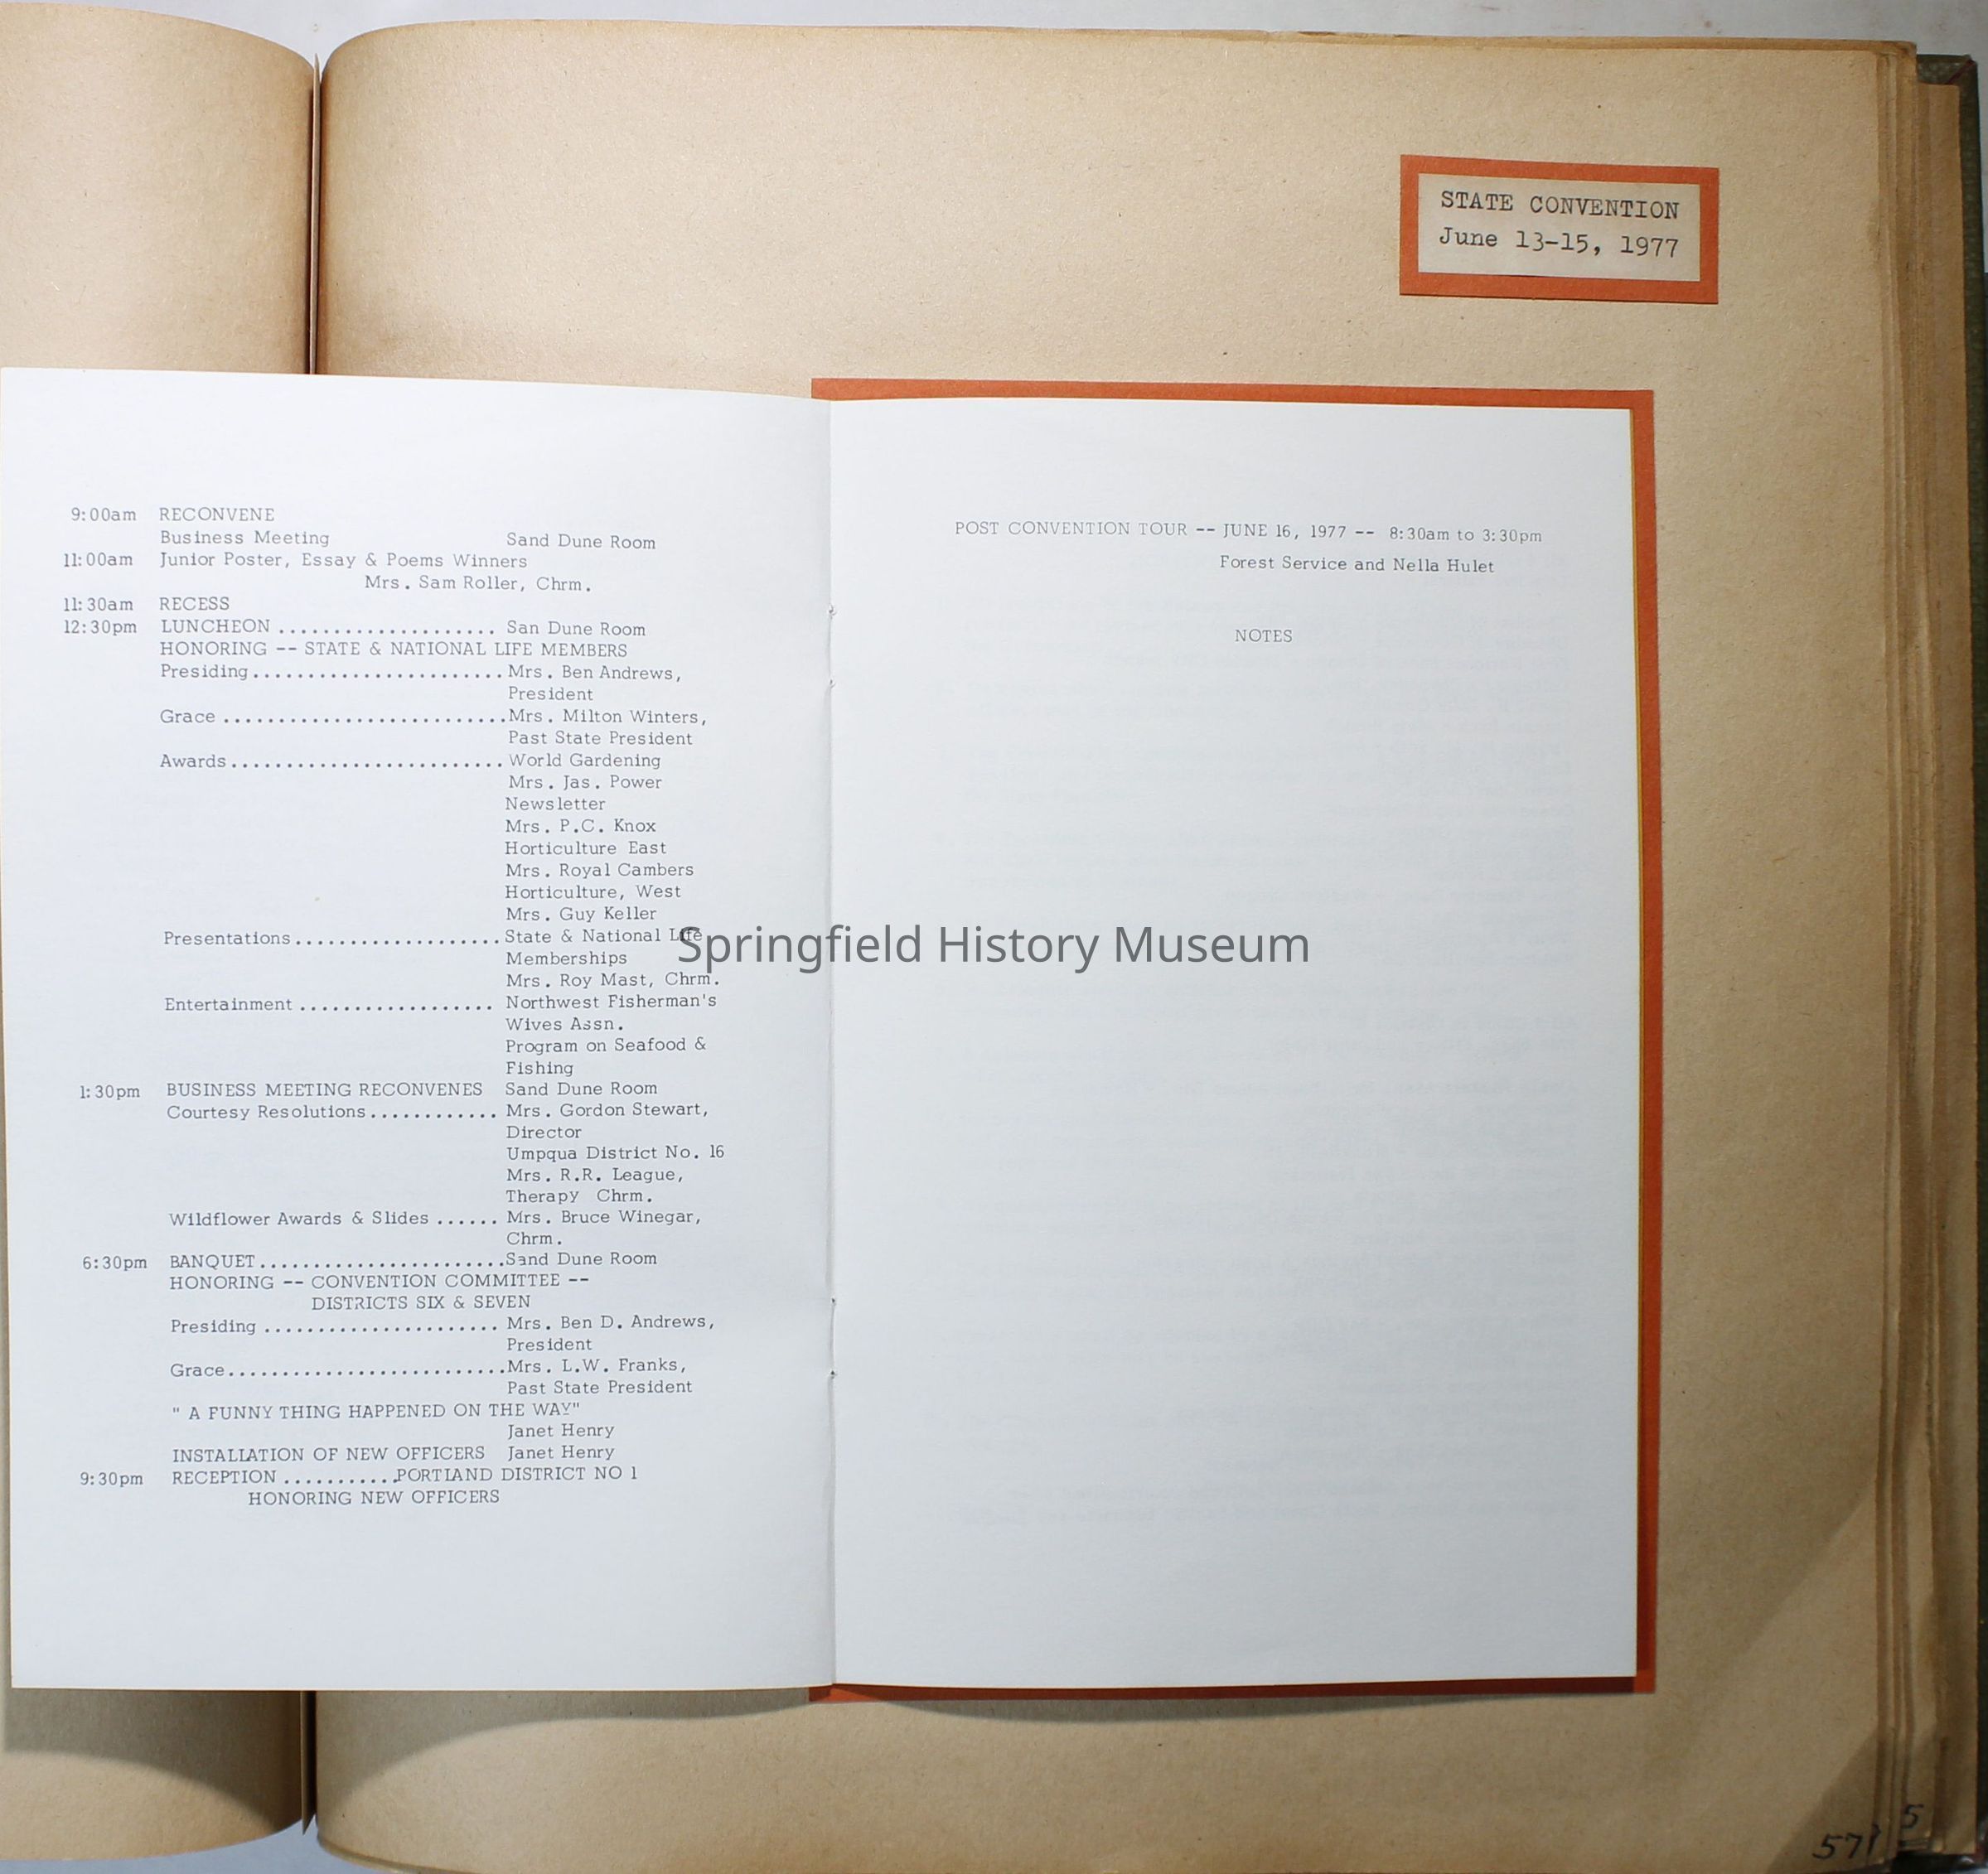 STATE CONVENTION
June 13-15, 1977
9:00am RECONVENE
Business Meeting Sand Dune Room
11:00am Junior Poster, Essay & Poems Winners
Mrs. Sam Roller, Chrm.
11:30am RECESS
12:30pm LUNCHEON .................... San Dune Room
HONORING -- STATE & NATIONAL LIFE MEMBERS
Presiding....................... Mrs. Ben Andrews,
President
Grace ..........................Mrs. Milton Winters,
Past State President
Awards......................... World Gardening
Mrs. Jas. Power
Newsletter
Mrs. P.C. Knox
Horticulture East
Mrs. Royal Cambers
Horticulture, West
Mrs. Guy Keller
Presentations................... State & National Life
Memberships
Mrs. Roy Mast, Chrm.
Entertainment .................. Northwest Fisherman's
Wives Assn.
Program on Seafood &
Fishing
1:30pm BUSINESS MEETING RECONVENES Sand Dune Room
Courtesy Resolutions............ Mrs. Gordon Stewart,
Director
Umpqua District No. 16
Mrs. R.R. League,
Therapy Chrm.
Wildflower Awards & Slides ...... Mrs. Bruce Winegar,
Chrm.
6:30pm BANQUET.......................Sand Dune Room
HONORING -- CONVENTION COMMITTEE --
DISTRICTS SIX & SEVEN
Presiding ...................... Mrs. Ben D. Andrews,
President
Grace..........................Mrs. L.W. Franks,
Past State President
" A FUNNY THING HAPPENED ON THE WAY"
Janet Henry
INSTALLATION OF NEW OFFICERS Janet Henry
9:30pm RECEPTION ...........PORTLAND DISTRICT NO 1
HONORING NEW OFFICERS
POST CONVENTION TOUR -- JUNE 16, 1977 -- 8:30am to 3:30pm
Forest Service and Nella Hulet
NOTES
Springfield History Museum
57
5